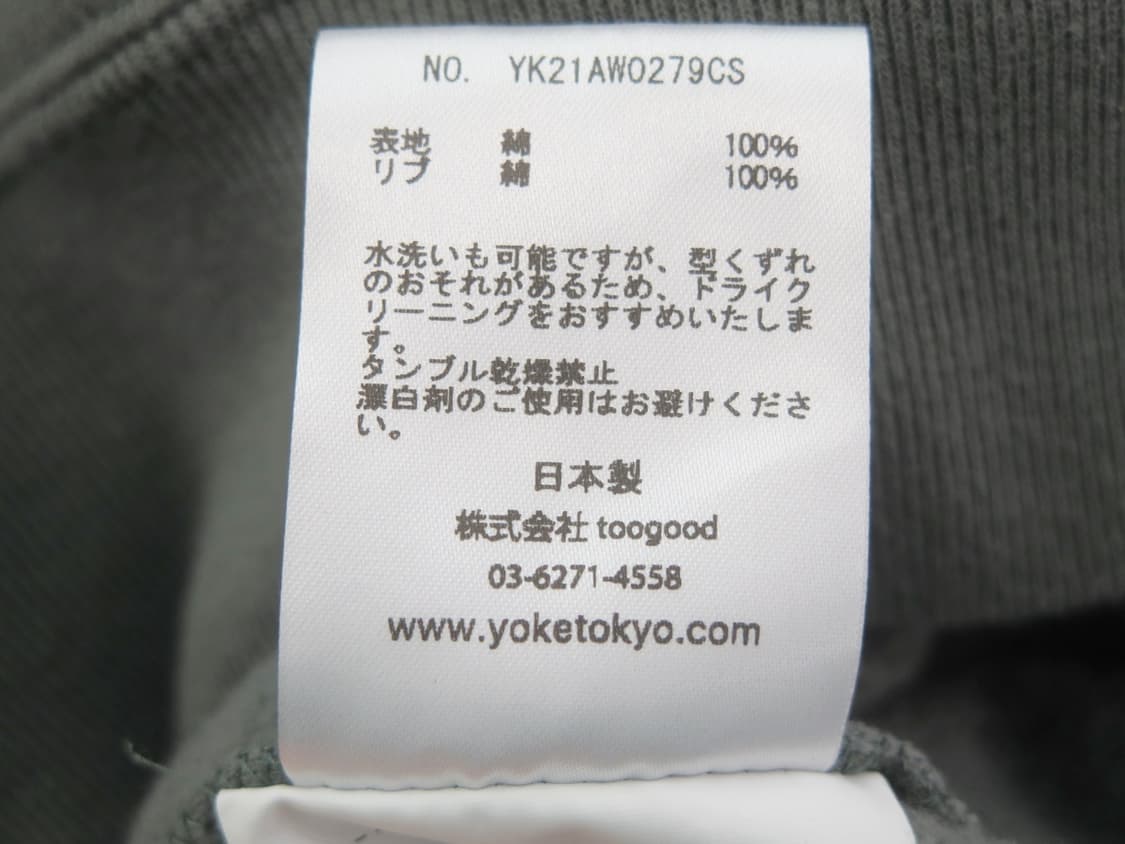 NO. YK21AW0279CS
表地 綿 100%
リブ 綿 100%
水洗いも可能ですが、型くずれ
のおそれがあるため、ドライク
リーニングをおすすめいたしま
す。
タンブル乾燥禁止
漂白剤のご使用はお避けくださ
い。
日本製
株式会社 toogood
03-6271-4558
www.yoketokyo.com